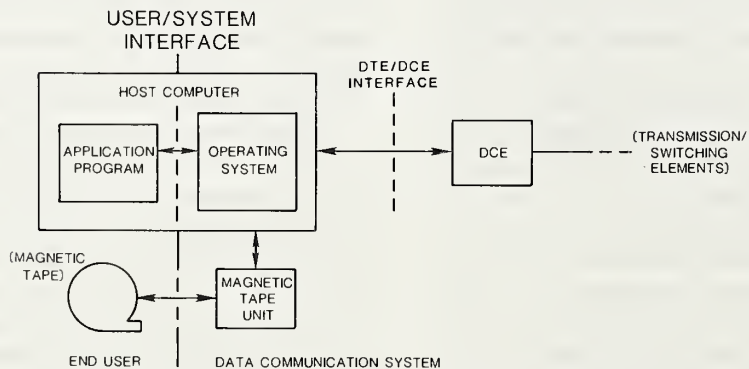 USER/SYSTEM
INTERFACE
DTE/DCE
INTERFACE
HOST COMPUTER
APPLICATION
PROGRAM
OPERATING
SYSTEM
DCE
(TRANSMISSION/
SWITCHING
ELEMENTS)
(MAGNETIC
TAPE)
MAGNETIC
TAPE
UNIT
END USER
DATA COMMUNICATION SYSTEM